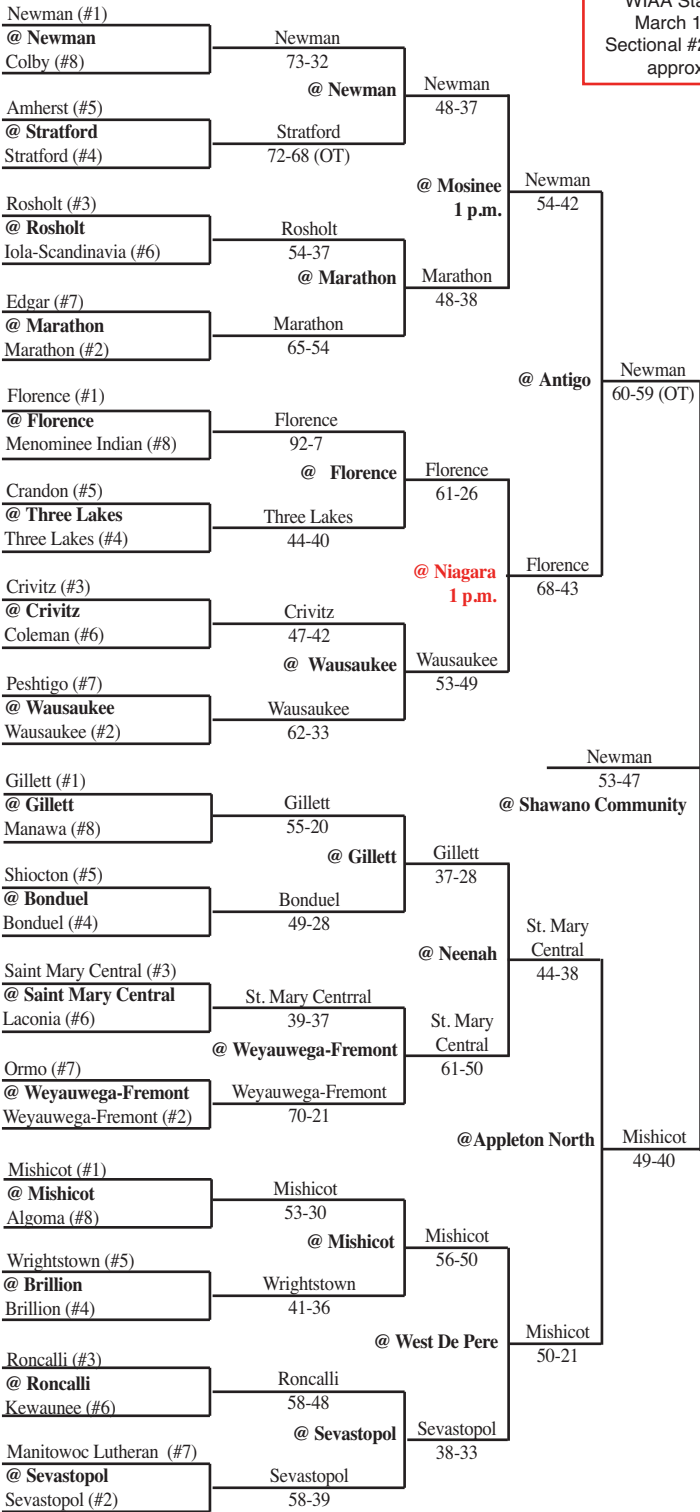 WIAA Sta
March 1
Sectional #2
approx
Newman (#1)
@ Newman
Colby (#8)
Amherst (#5)
@ Stratford
Stratford (#4)
Rosholt (#3)
@ Rosholt
Iola-Scandinavia (#6)
Edgar (#7)
@ Marathon
Marathon (#2)
Florence (#1)
@ Florence
Menominee Indian (#8)
Crandon (#5)
@ Three Lakes
Three Lakes (#4)
Crivitz (#3)
@ Crivitz
Coleman (#6)
Peshtigo (#7)
@ Wausaukee
Wausaukee (#2)
Gillett (#1)
@ Gillett
Manawa (#8)
Shiocton (#5)
@ Bonduel
Bonduel (#4)
Saint Mary Central (#3)
@ Saint Mary Central
Laconia (#6)
Ormo (#7)
@ Weyauwega-Fremont
Weyauwega-Fremont (#2)
Mishicot (#1)
@ Mishicot
Algoma (#8)
Wrightstown (#5)
@ Brillion
Brillion (#4)
Roncalli (#3)
@ Roncalli
Kewaunee (#6)
Manitowoc Lutheran (#7)
@ Sevastopol
Sevastopol (#2)
Newman
73-32
@ Newman
Stratford
72-68 (OT)
Rosholt
54-37
@ Marathon
Marathon
65-54
Florence
92-7
@ Florence
Three Lakes
44-40
Crivitz
47-42
@ Wausaukee
Wausaukee
62-33
Gillett
55-20
@ Gillett
Bonduel
49-28
St. Mary Centrral
39-37
@ Weyauwega-Fremont
Weyauwega-Fremont
70-21
Mishicot
53-30
@ Mishicot
Wrightstown
41-36
Roncalli
58-48
@ Sevastopol
Sevastopol
58-39
Newman
48-37
@ Mosinee
1 p.m.
Marathon
48-38
Florence
61-26
@ Niagara
1 p.m.
Wausaukee
53-49
Gillett
37-28
@ Neenah
St. Mary
Central
61-50
Mishicot
56-50
@ West De Pere
Sevastopol
38-33
Newman
54-42
@ Antigo
Florence
68-43
St. Mary
Central
44-38
@Appleton North
Mishicot
50-21
Newman
60-59 (OT)
Newman
53-47
@ Shawano Community
Mishicot
49-40